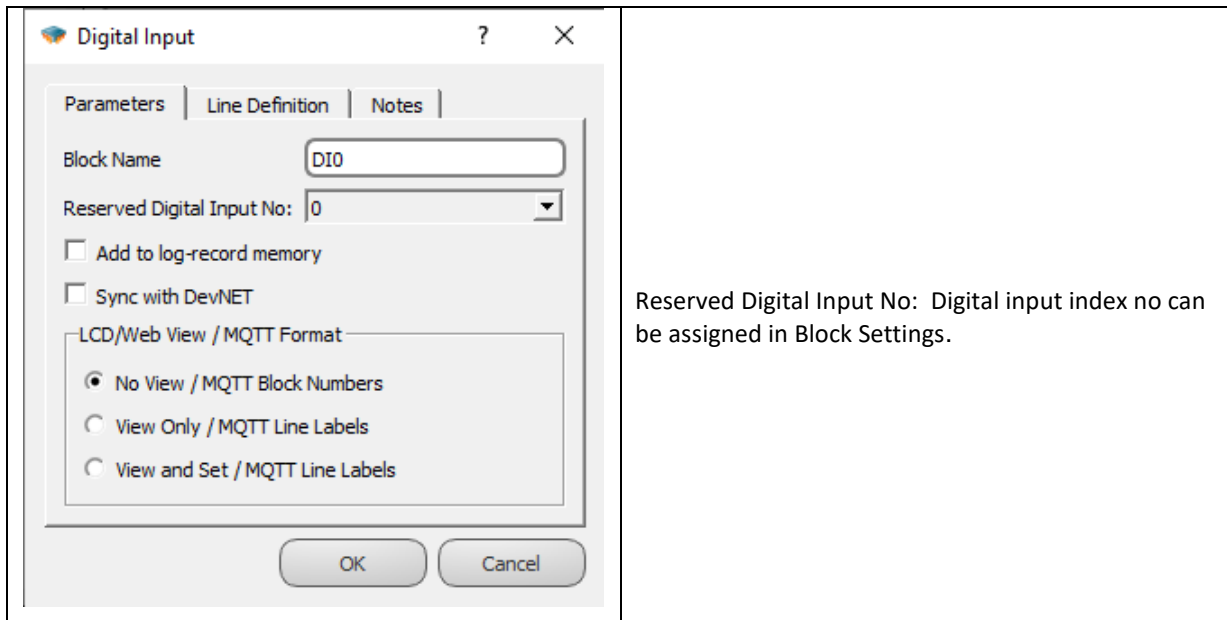 Digital Input ?
Parameters Line Definition Notes
Block Name DI0
Reserved Digital Input No: 0
Add to log-record memory
Sync with DevNET
LCD/Web View / MQTT Format
No View / MQTT Block Numbers
View Only / MQTT Line Labels
View and Set / MQTT Line Labels
OK Cancel
Reserved Digital Input No: Digital input index no can
be assigned in Block Settings.